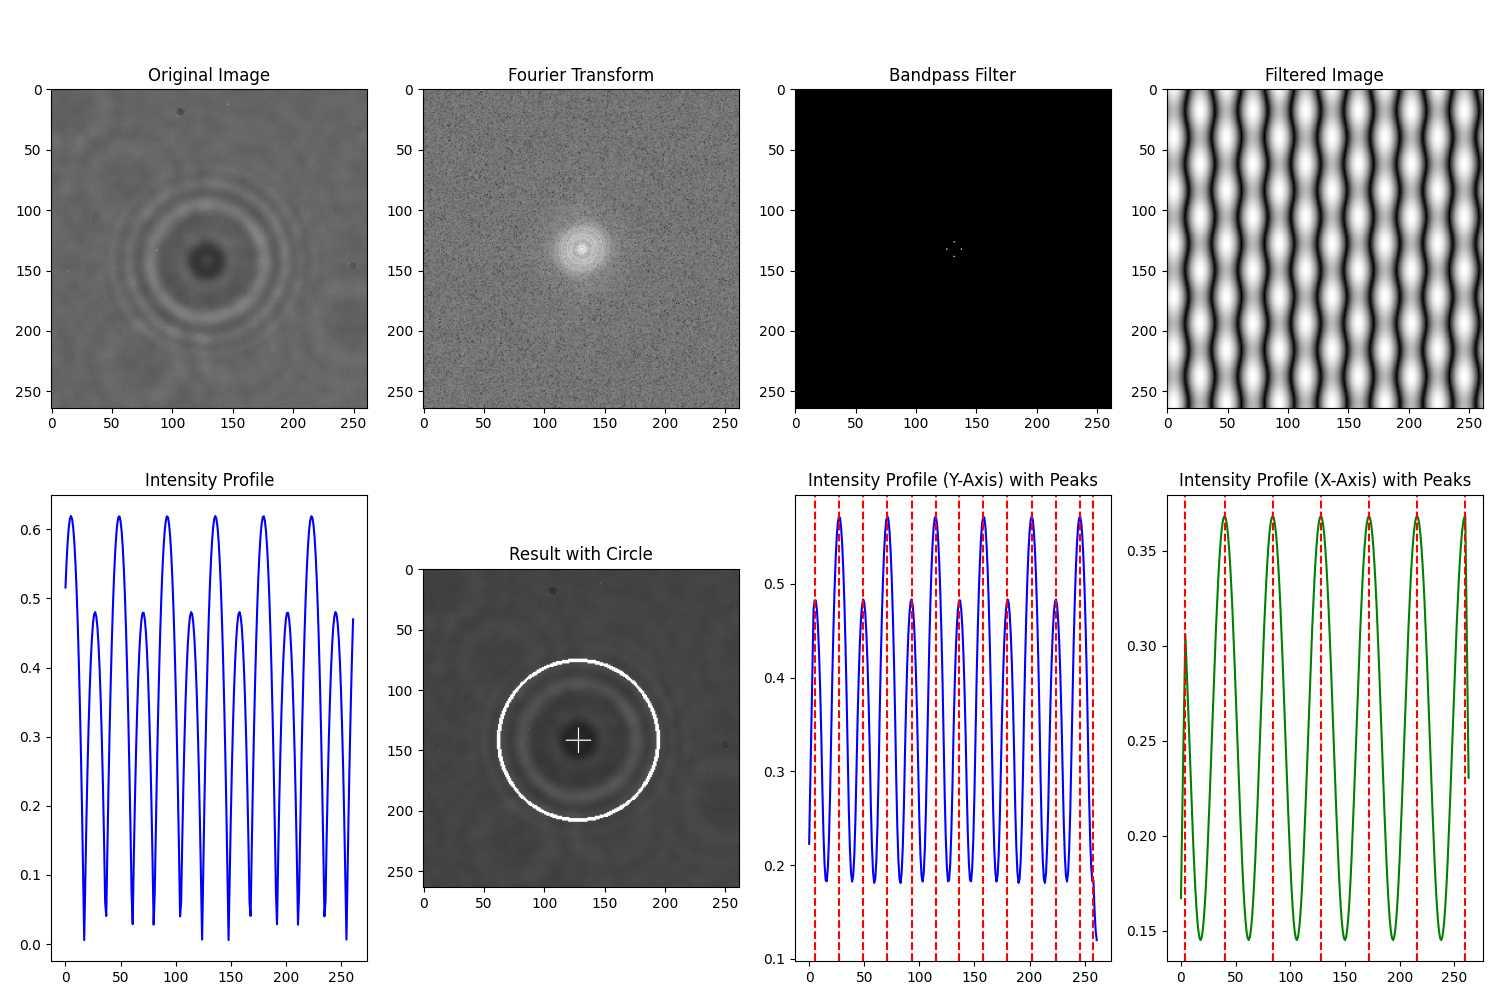 Original Image
Fourier Transform
Bandpass Filter
Filtered Image
0
50
100
150
200
250
0 50 100 150 200 250
0
50
100
150
200
250
0 50 100 150 200 250
0
50
100
150
200
250
0 50 100 150 200 250
0
50
100
150
200
250
0 50 100 150 200 250
Intensity Profile
0.6
0.5
0.4
0.3
0.2
0.1
0.0
0 50 100 150 200 250
Result with Circle
0
50
100
150
200
250
0 50 100 150 200 250
Intensity Profile (Y-Axis) with Peaks
0.5
0.4
0.3
0.2
0.1
0 50 100 150 200 250
Intensity Profile (X-Axis) with Peaks
0.35
0.30
0.25
0.20
0.15
0 50 100 150 200 250